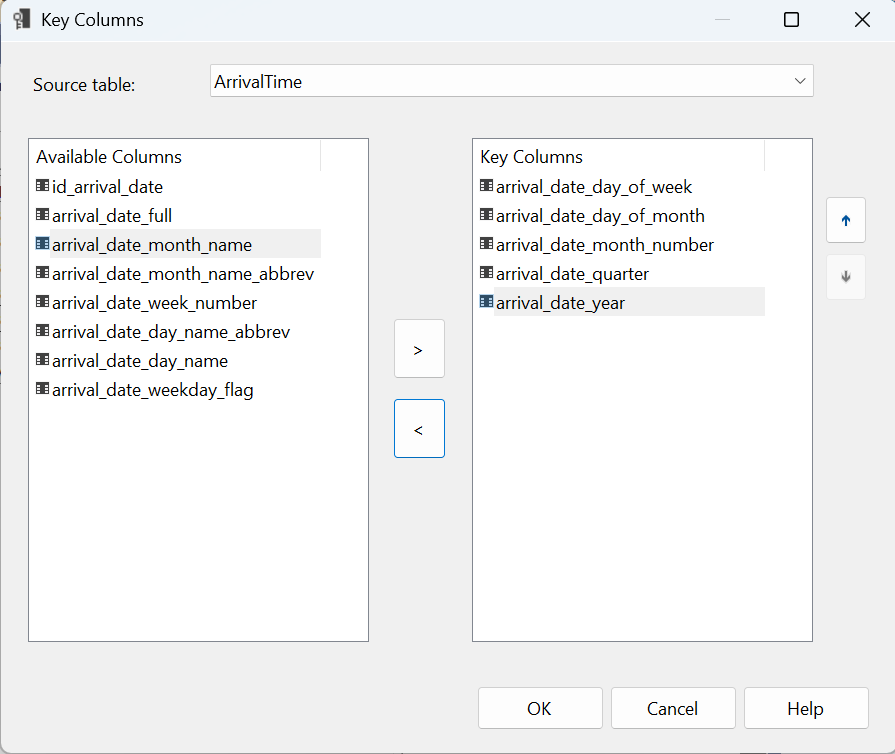 Key Columns
Source table:
ArrivalTime
Available Columns
id_arrival_date
arrival_date_full
arrival_date_month_name
arrival_date_month_name_abbrev
arrival_date_week_number
arrival_date_day_name_abbrev
arrival_date_day_name
arrival_date_weekday_flag
>
<
Key Columns
arrival_date_day_of_week
arrival_date_day_of_month
arrival_date_month_number
arrival_date_quarter
arrival_date_year
OK
Cancel
Help